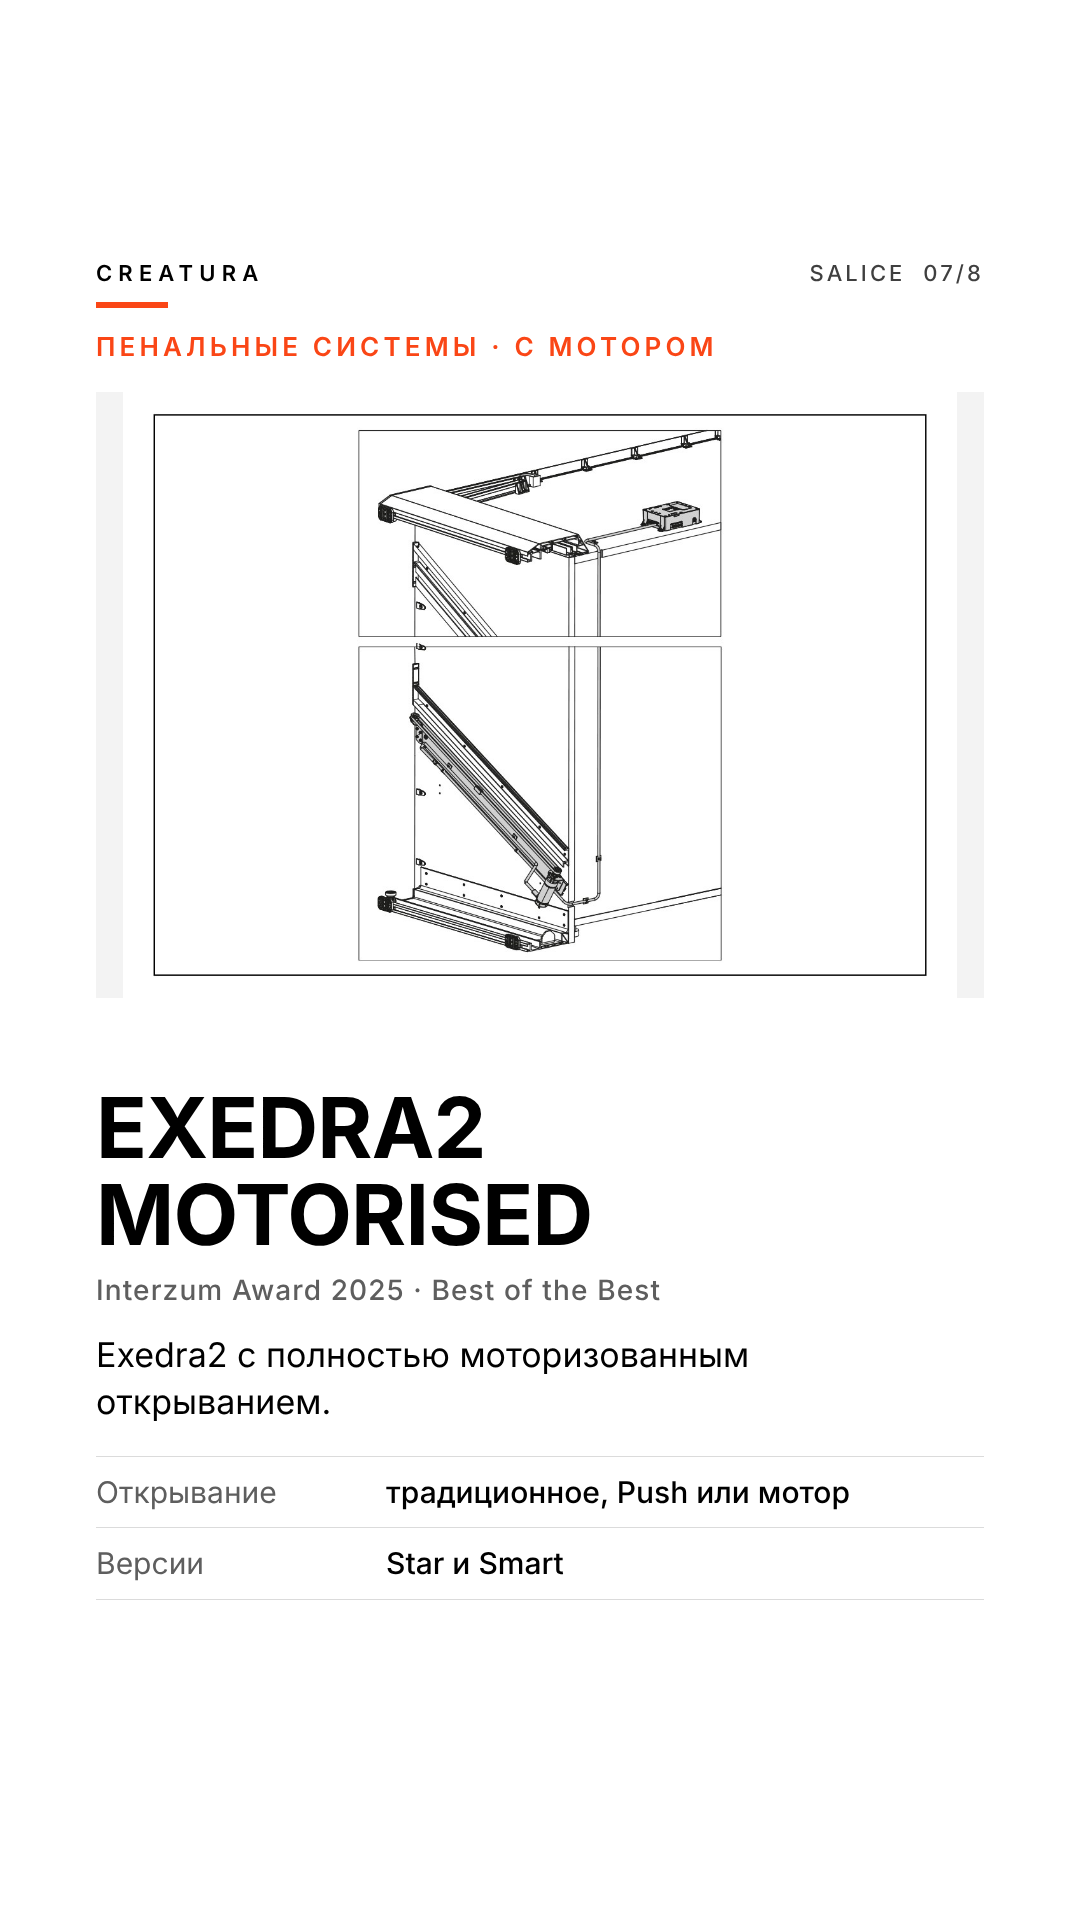 CREATURA
SALICE 07/8
ПЕНАЛЬНЫЕ СИСТЕМЫ · С МОТОРОМ
EXEDRA2
MOTORISED
Interzum Award 2025 · Best of the Best
Exedra2 с полностью моторизованным
открыванием.
Открывание традиционное, Push или мотор
Версии Star и Smart